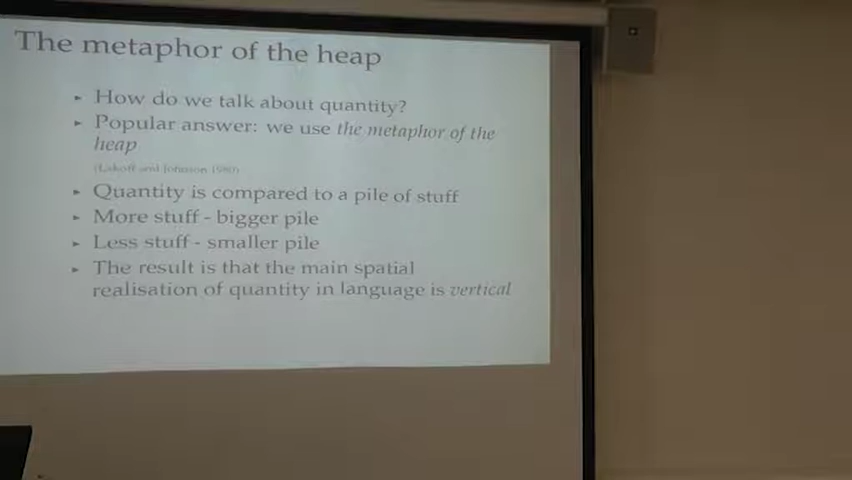 The metaphor of the heap
► How do we talk about quantity?
► Popular answer: we use the metaphor of the
heap
(Lakoff and Johnson 1980)
► Quantity is compared to a pile of stuff
► More stuff - bigger pile
► Less stuff - smaller pile
► The result is that the main spatial
realisation of quantity in language is vertical